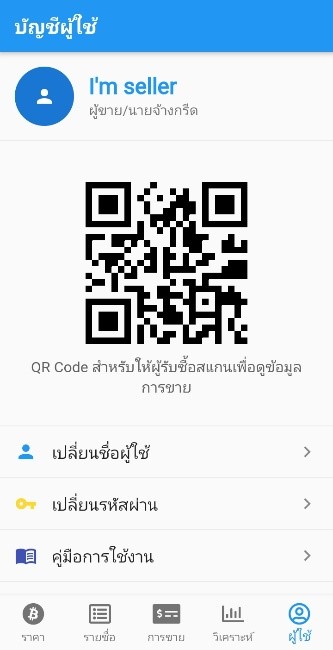 บัญชีผู้ใช้
I'm seller
ผู้ขาย/นายจ้างกรีด
QR Code สำหรับให้ผู้รับซื้อสแกนเพื่อดูข้อมูล
การขาย
เปลี่ยนชื่อผู้ใช้
เปลี่ยนรหัสผ่าน
คู่มือการใช้งาน
ราคา รายชื่อ การขาย วิเคราะห์ ผู้ใช้